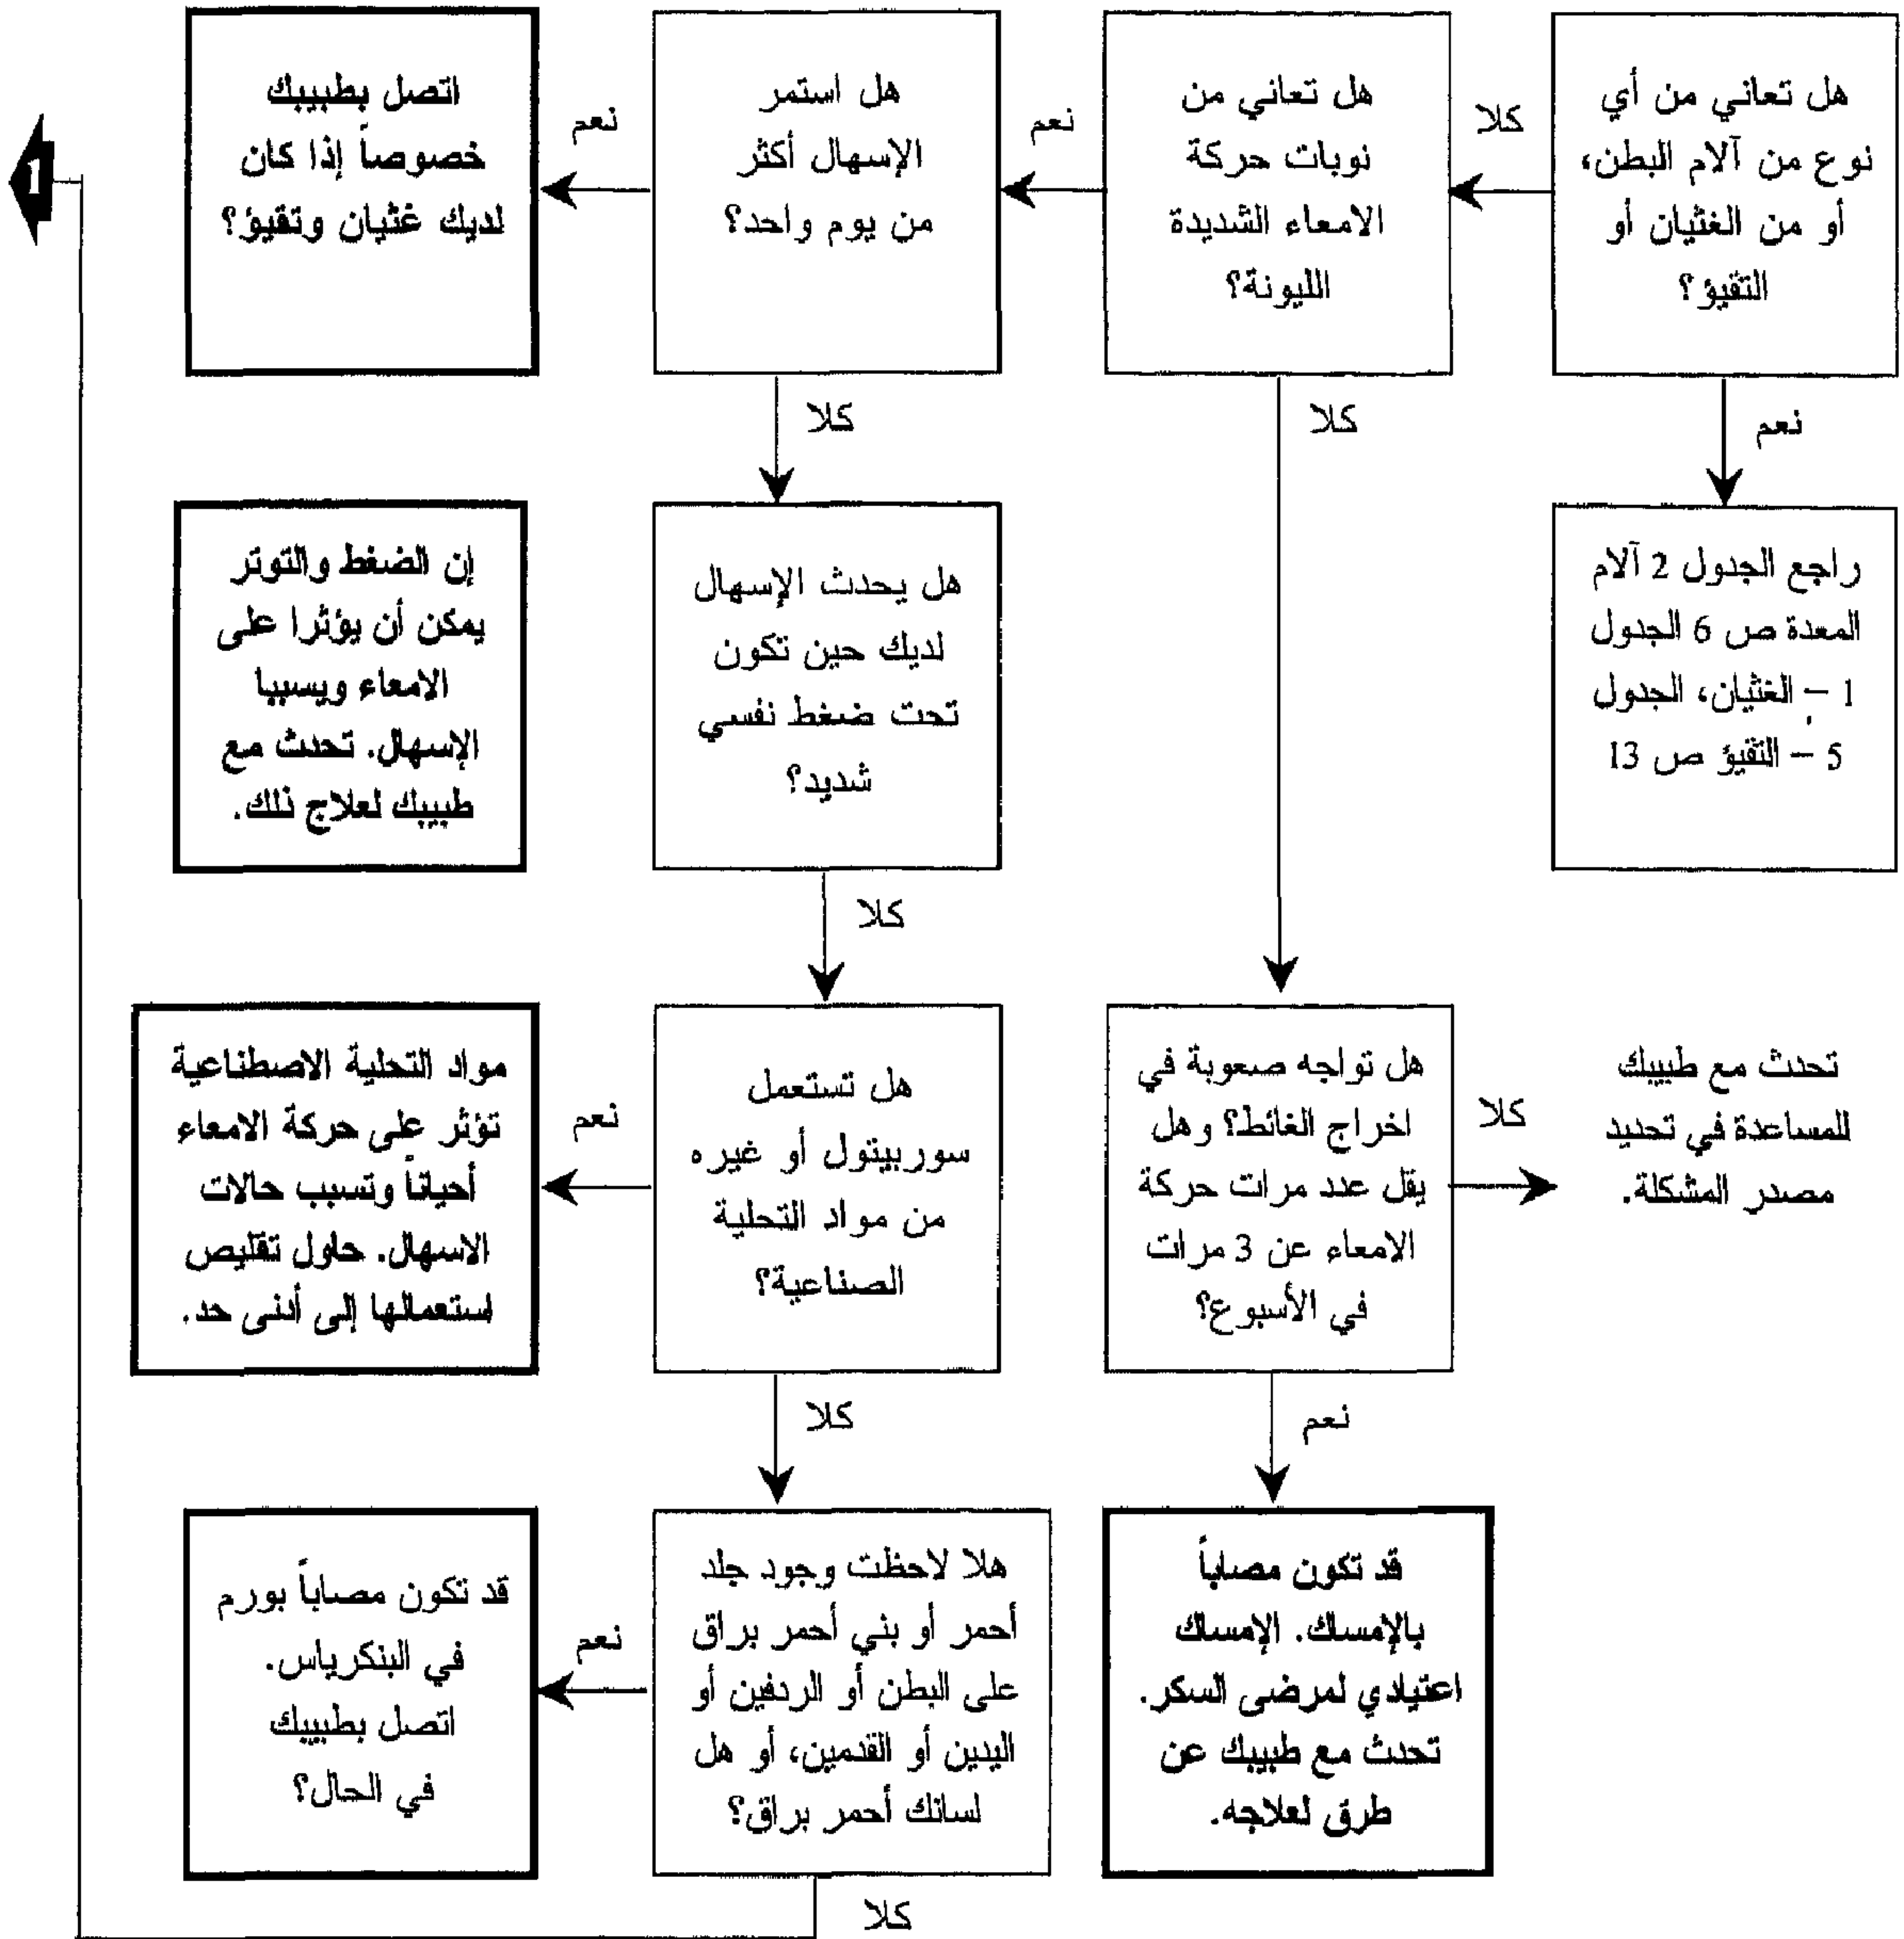 هل تعاني من أي
نوع من آلام البطن،
أو من الغثيان أو
التقيؤ؟
كلا
نعم
هل تعاني من
نوبات حركة
الامعاء الشديدة
الليونة؟
نعم
كلا
هل استمر
الإسهال أكثر
من يوم واحد؟
نعم
كلا
اتصل بطبيبك
خصوصاً إذا كان
لديك غثيان وتقيؤ؟
1
راجع الجدول 2 آلام
المعدة ص 6 الجدول
1 – الغثيان، الجدول
5 – التقيؤ ص 13
هل يحدث الإسهال
لديك حين تكون
تحت ضغط نفسي
شديد؟
كلا
إن الضغط والتوتر
يمكن أن يؤثرا على
الامعاء ويسببا
الإسهال. تحدث مع
طبيبك لعلاج ذلك.
تحدث مع طبيبك
للمساعدة في تحديد
مصدر المشكلة.
كلا
هل تواجه صعوبة في
اخراج الغائط؟ وهل
يقل عدد مرات حركة
الامعاء عن 3 مرات
في الأسبوع؟
نعم
هل تستعمل
سوربيتول أو غيره
من مواد التحلية
الصناعية؟
نعم
كلا
مواد التحلية الاصطناعية
تؤثر على حركة الامعاء
أحياناً وتسبب حالات
الاسهال. حاول تقليص
استعمالها إلى أدنى حد.
قد تكون مصاباً
بالإمساك. الإمساك
اعتيادي لمرضى السكر.
تحدث مع طبيبك عن
طرق لعلاجه.
هلا لاحظت وجود جلد
أحمر أو بني أحمر براق
على البطن أو الردفين أو
اليدين أو القدمين، أو هل
لسانك أحمر براق؟
نعم
كلا
قد تكون مصاباً بورم
في البنكرياس.
اتصل بطبيبك
في الحال؟